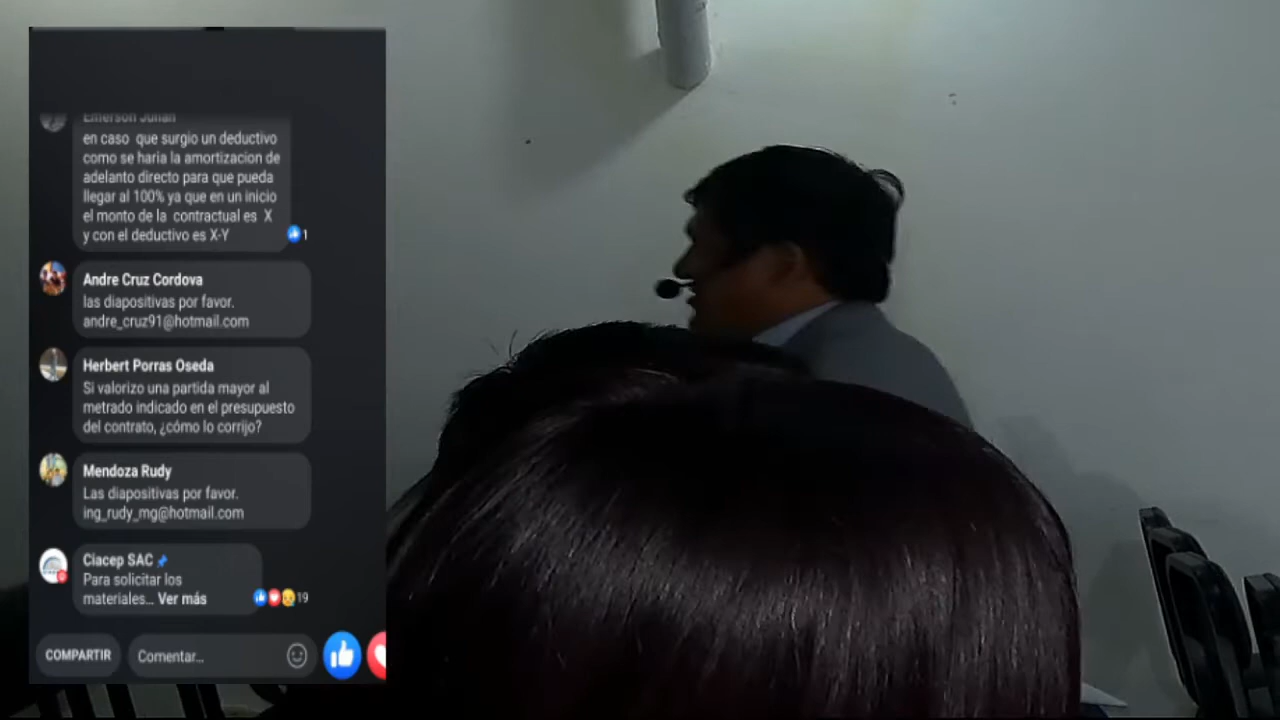 Emerson Julian
en caso que surgio un deductivo
como se haria la amortizacion de
adelanto directo para que pueda
llegar al 100% ya que en un inicio
el monto de la contractual es X
y con el deductivo es X-Y
1
Andre Cruz Cordova
las diapositivas por favor.
andre_cruz91@hotmail.com
Herbert Porras Oseda
Si valorizo una partida mayor al
metrado indicado en el presupuesto
del contrato, ¿cómo lo corrijo?
Mendoza Rudy
Las diapositivas por favor.
ing_rudy_mg@hotmail.com
Ciacep SAC
Para solicitar los
materiales... Ver más
19
COMPARTIR
Comentar...